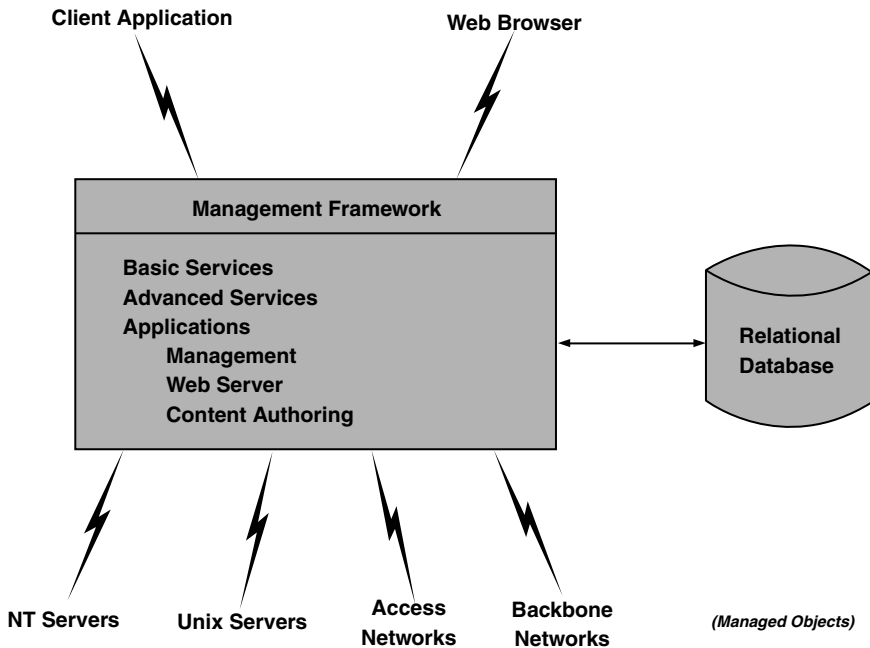 Client Application
Web Browser
Management Framework
Basic Services
Advanced Services
Applications
Management
Web Server
Content Authoring
Relational
Database
NT Servers
Unix Servers
Access
Networks
Backbone
Networks
(Managed Objects)